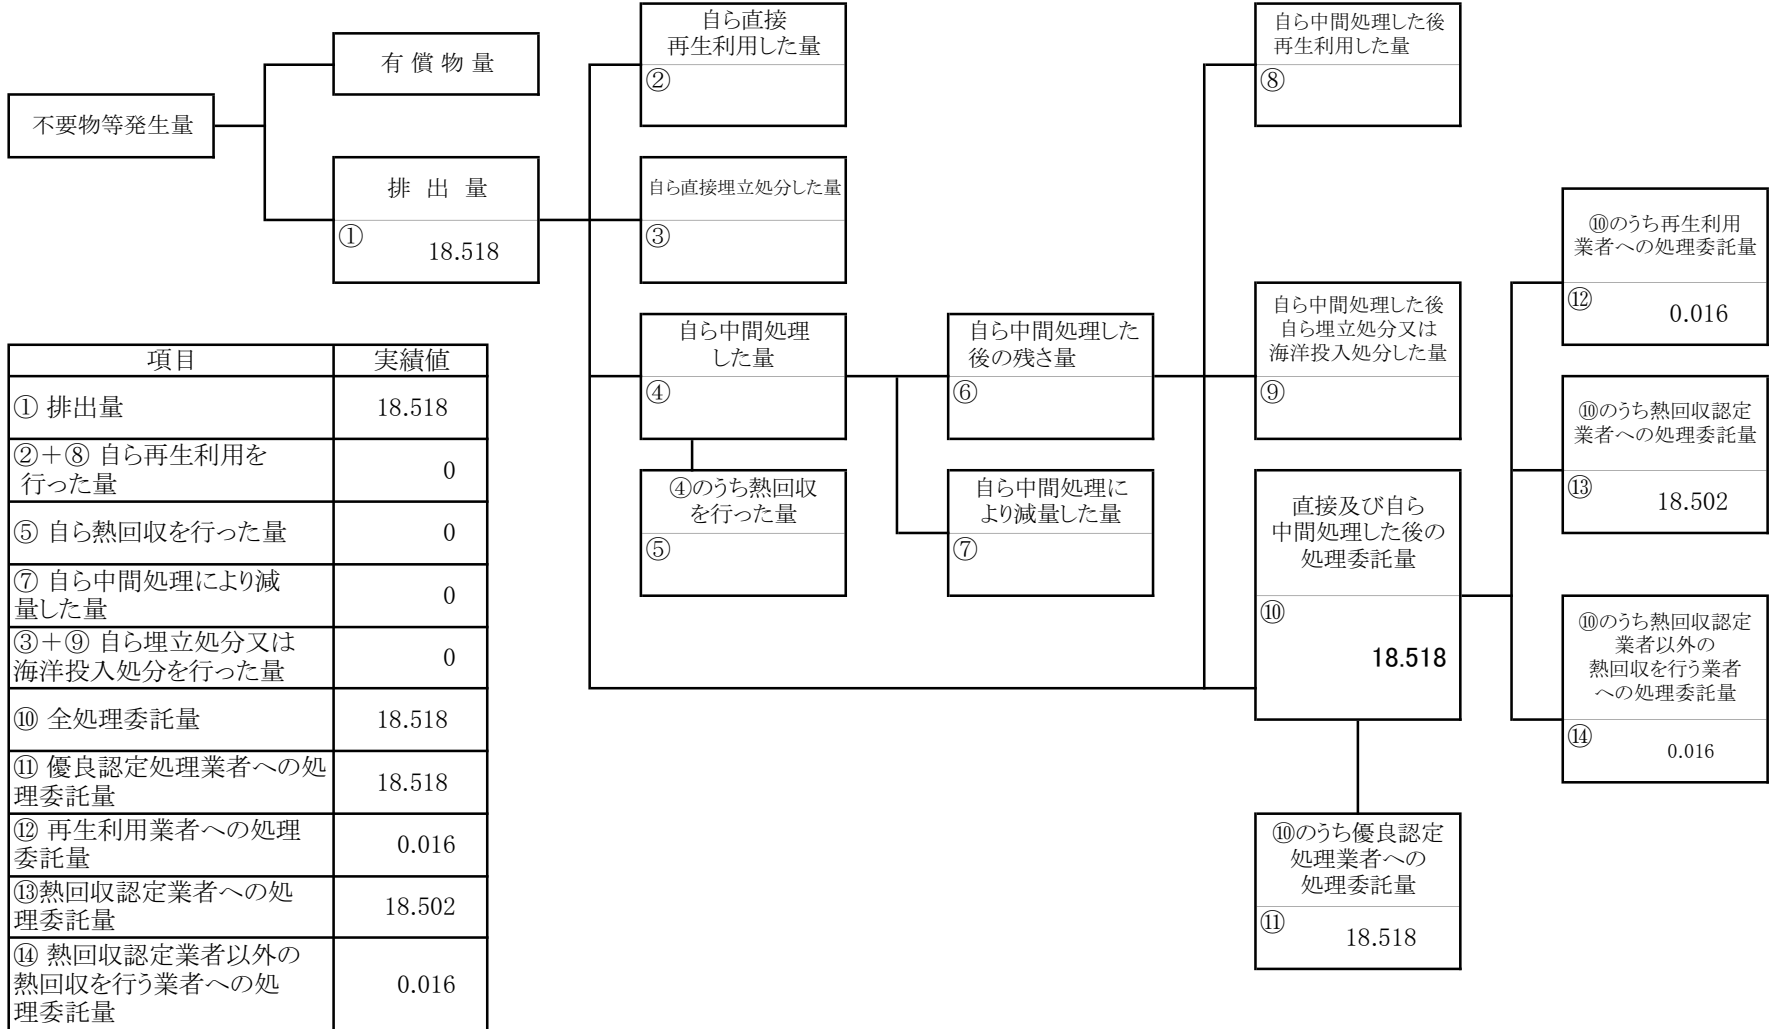 不要物等発生量
有 償 物 量
排 出 量
①
18.518
自ら直接
再生利用した量
②
自ら直接埋立処分した量
③
自ら中間処理
した量
④
④のうち熱回収
を行った量
⑤
自ら中間処理した
後の残さ量
⑥
自ら中間処理に
より減量した量
⑦
自ら中間処理した後
再生利用した量
⑧
自ら中間処理した後
自ら埋立処分又は
海洋投入処分した量
⑨
直接及び自ら
中間処理した後の
処理委託量
⑩
18.518
⑩のうち優良認定
処理業者への
処理委託量
⑪
18.518
⑩のうち再生利用
業者への処理委託量
⑫
0.016
⑩のうち熱回収認定
業者への処理委託量
⑬
18.502
⑩のうち熱回収認定
業者以外の
熱回収を行う業者
への処理委託量
⑭
0.016
項目 実績値
① 排出量 18.518
②+⑧ 自ら再生利用を
行った量 0
⑤ 自ら熱回収を行った量 0
⑦ 自ら中間処理により減
量した量 0
③+⑨ 自ら埋立処分又は
海洋投入処分を行った量 0
⑩ 全処理委託量 18.518
⑪ 優良認定処理業者への処
理委託量 18.518
⑫ 再生利用業者への処理
委託量 0.016
⑬熱回収認定業者への処
理委託量 18.502
⑭ 熱回収認定業者以外の
熱回収を行う業者への処
理委託量 0.016